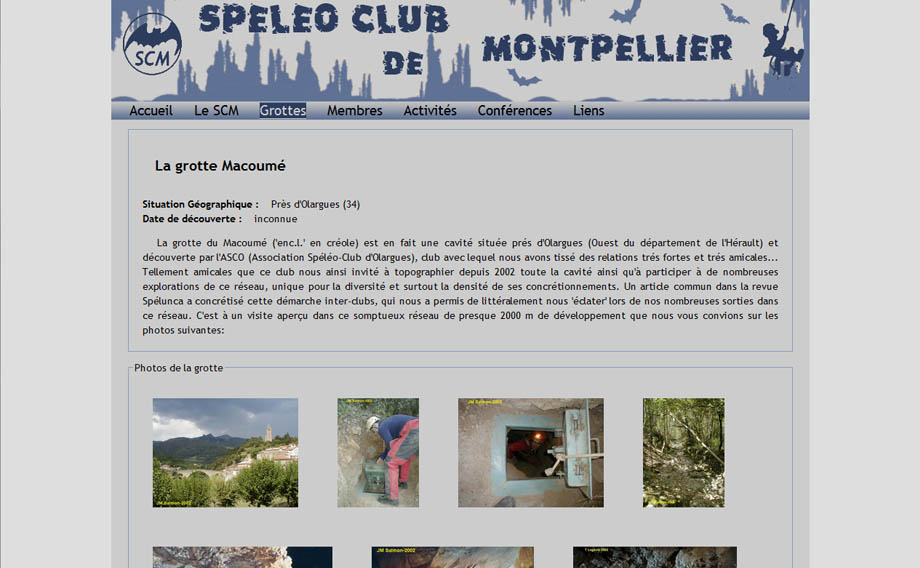 SPELEO CLUB
DE MONTPELLIER
SCM
Accueil Le SCM Grottes Membres Activités Conférences Liens
La grotte Macoumé
Situation Géographique : Près d'Olargues (34)
Date de découverte : inconnue
La grotte du Macoumé ('enc.l.' en créole) est en fait une cavité située prés d'Olargues (Ouest du département de l'Hérault) et
découverte par l'ASCO (Association Spéléo-Club d'Olargues), club avec lequel nous avons tissé des relations trés fortes et trés amicales...
Tellement amicales que ce club nous ainsi invité à topographier depuis 2002 toute la cavité ainsi qu'à participer à de nombreuses
explorations de ce réseau, unique pour la diversité et surtout la densité de ses concrétionnements. Un article commun dans la revue
Spélunca a concrétisé cette démarche inter-clubs, qui nous a permis de littéralement nous 'éclater' lors de nos nombreuses sorties dans
ce réseau. C'est à un visite aperçu dans ce somptueux réseau de presque 2000 m de développement que nous vous convions sur les
photos suivantes:
Photos de la grotte
JM Salmon-2002
JM Salmon-2002
JM Salmon-2002
JM Salmon-2002